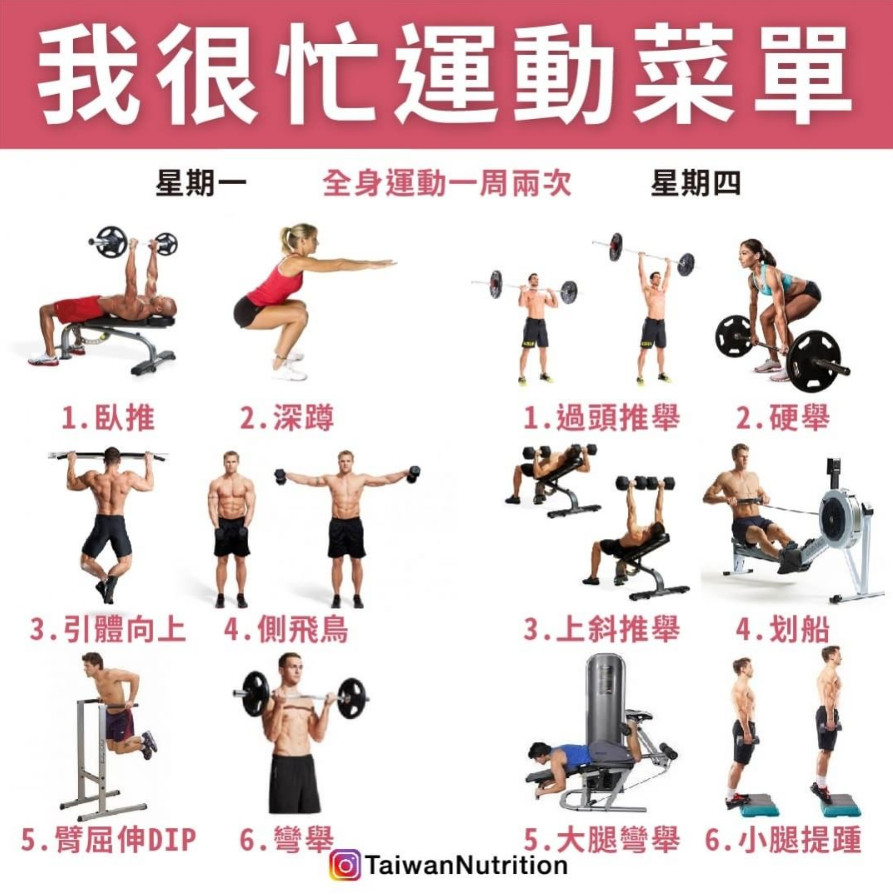 我很忙運動菜單
星期一 全身運動一周兩次 星期四
1.臥推 2.深蹲 1.過頭推舉 2.硬舉
3.引體向上 4.側飛鳥 3.上斜推舉 4.划船
5.臂屈伸DIP 6.彎舉 5.大腿彎舉 6.小腿提踵
TaiwanNutrition